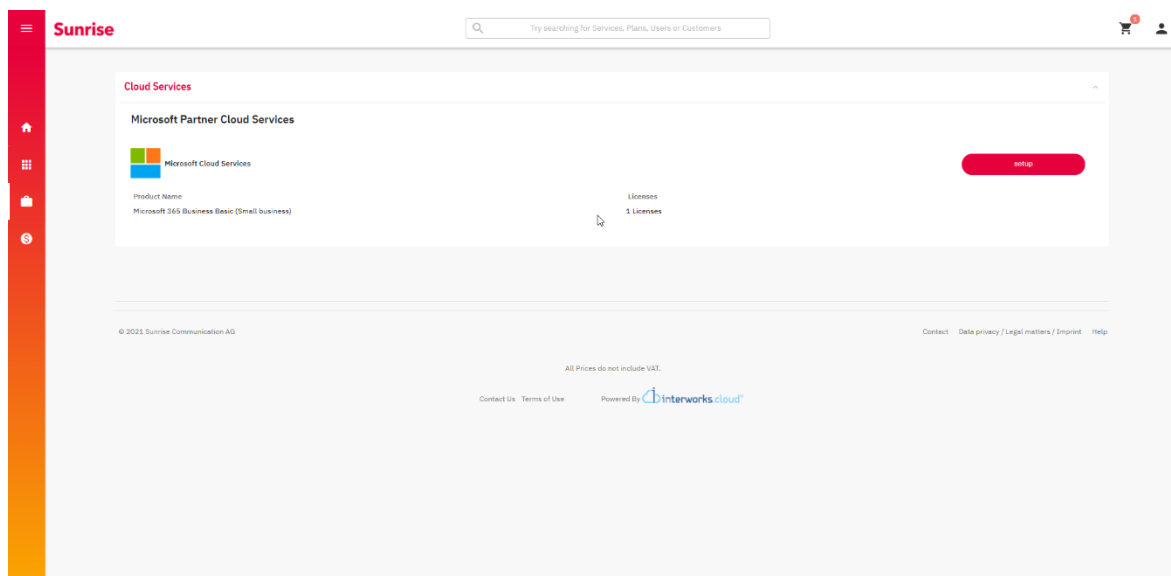 Sunrise
Try searching for Services, Plans, Users or Customers
Cloud Services
Microsoft Partner Cloud Services
Microsoft Cloud Services
setup
Product Name Licenses
Microsoft 365 Business Basic (Small business) 1 Licenses
© 2021 Sunrise Communication AG Contact Data privacy / Legal matters / Imprint Help
All Prices do not include VAT.
Contact Us Terms of Use Powered By interworks.cloud